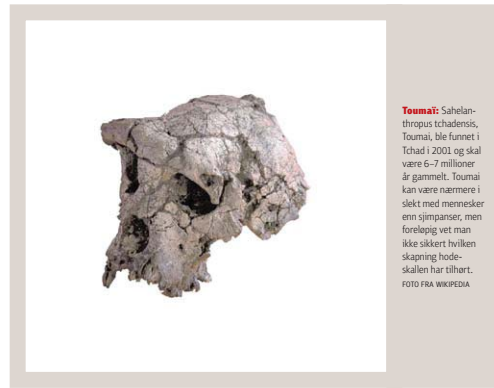 Toumaï: Sahelan-
thropus tchadensis,
Toumai, ble funnet i
Tchad i 2001 og skal
være 6–7 millioner
år gammelt. Toumai
kan være nærmere i
slekt med mennesker
enn sjimpanser, men
foreløpig vet man
ikke sikkert hvilken
skapning hode-
skallen har tilhørt.
FOTO FRA WIKIPEDIA